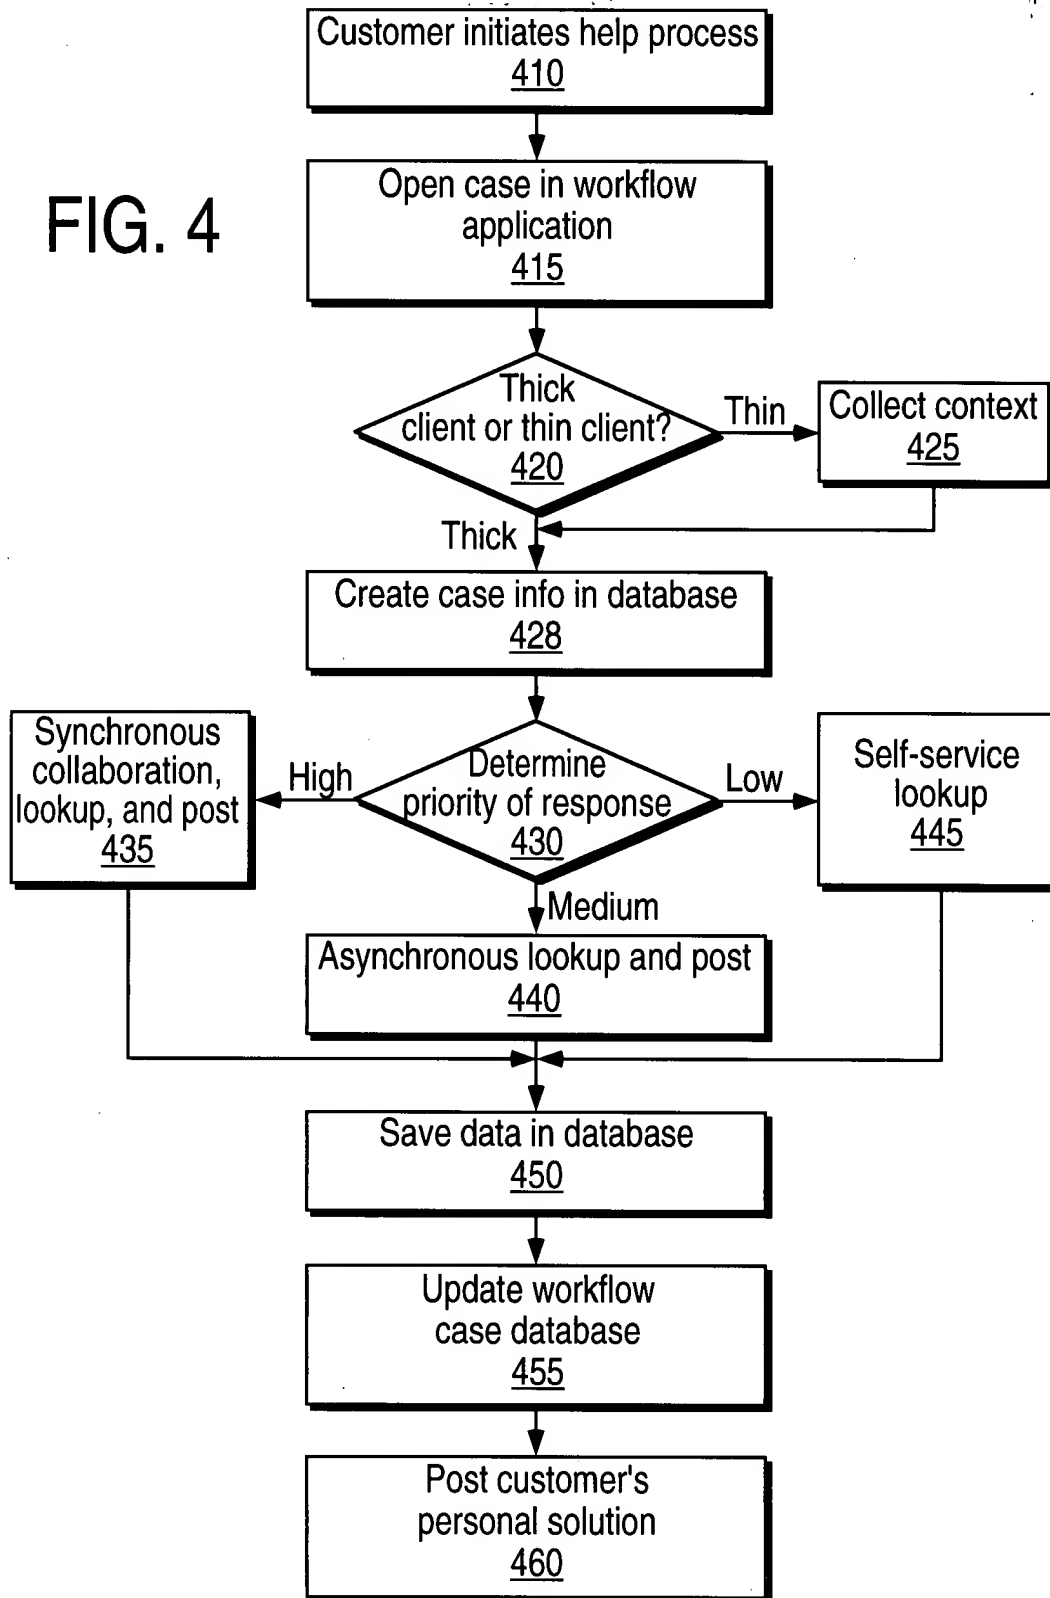 Customer initiates help process
410
FIG. 4
Open case in workflow
application
415
Thick
client or thin client?
420
Thin
Collect context
425
Thick
Create case info in database
428
Synchronous
collaboration,
lookup, and post
435
High
Determine
priority of response
430
Low
Self-service
lookup
445
Medium
Asynchronous lookup and post
440
Save data in database
450
Update workflow
case database
455
Post customer's
personal solution
460